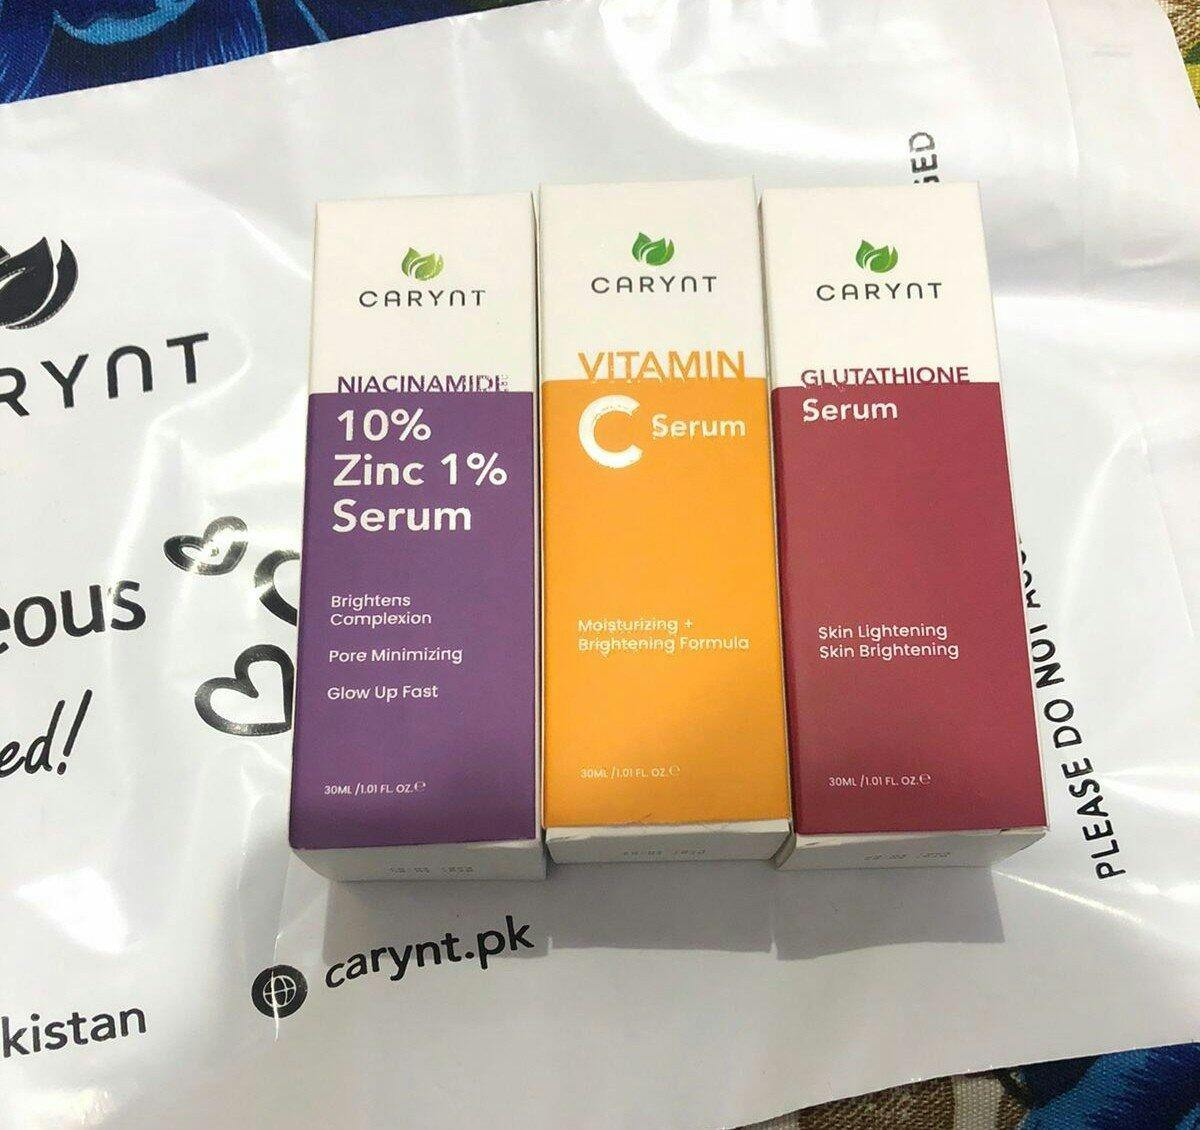 CARYNT
NIACINAMIDE
10%
Zinc 1%
Serum
Brightens
Complexion
Pore Minimizing
Glow Up Fast
30ML /1.01 FL. OZ.℮
CARYNT
VITAMIN
C Serum
Moisturizing +
Brightening Formula
30ML /1.01 FL. OZ.℮
CARYNT
GLUTATHIONE
Serum
Skin Lightening
Skin Brightening
30ML /1.01 FL. OZ.℮
ARYNT
eous
ed!
kistan
carynt.pk
PLEASE DO NOT